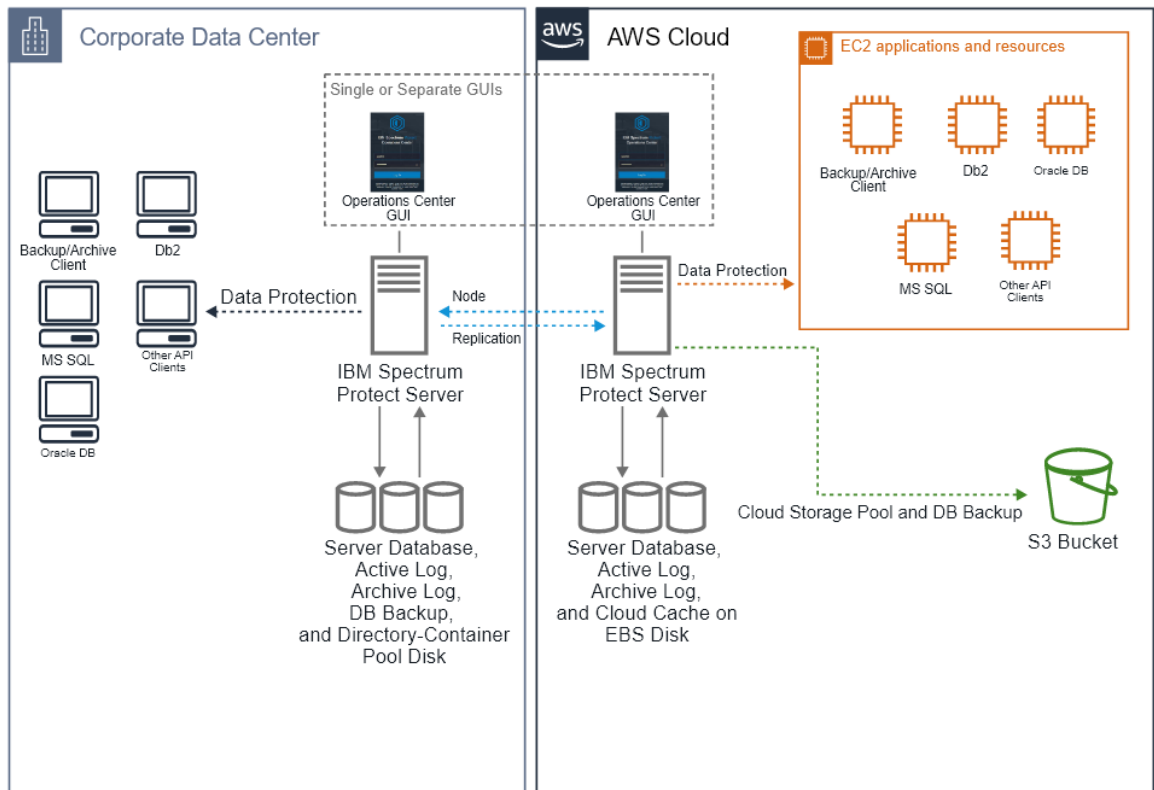 Corporate Data Center
aws
AWS Cloud
EC2 applications and resources
Single or Separate GUIs
Operations Center
GUI
Operations Center
GUI
Backup/Archive
Client
Db2
MS SQL
Other API
Clients
Oracle DB
Data Protection
IBM Spectrum
Protect Server
Node
Replication
IBM Spectrum
Protect Server
Data Protection
Backup/Archive
Client
Db2
Oracle DB
MS SQL
Other API
Clients
Server Database,
Active Log,
Archive Log,
DB Backup,
and Directory-Container
Pool Disk
Server Database,
Active Log,
Archive Log,
and Cloud Cache on
EBS Disk
Cloud Storage Pool and DB Backup
S3 Bucket